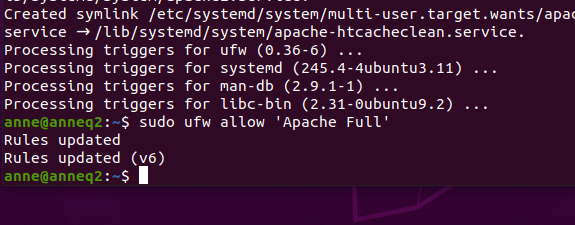 Created symlink /etc/systemd/system/multi-user.target.wants/apac
service → /lib/systemd/system/apache-htcacheclean.service.
Processing triggers for ufw (0.36-6) ...
Processing triggers for systemd (245.4-4ubuntu3.11) ...
Processing triggers for man-db (2.9.1-1) ...
Processing triggers for libc-bin (2.31-0ubuntu9.2) ...
anne@anneq2:~$ sudo ufw allow 'Apache Full'
Rules updated
Rules updated (v6)
anne@anneq2:~$